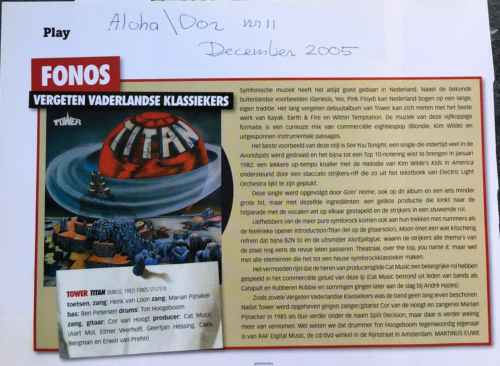 Play
Aloha \ Oor nr 11
December 2005
FONOS
VERGETEN VADERLANDSE KLASSIEKERS
TOWER
TITAN
TOWER TITAN (DURECO, 1982) FONOS
toetsen, zang: Henk van Loon zang: Marian Pijnaker
bas: Ben Petersen drums: Ton Hoogeboom
zang, gitaar: Cor van Hoogt producer: Cat Music
(Aart Mol, Elmer Veerhoff, Geertjan Hessing, Cees
Bergman en Erwin van Prehn)
Symfonische muziek heeft het altijd goed gedaan in Nederland. Naast de bekende
buitenlandse voorbeelden (Genesis, Yes, Pink Floyd) kan Nederland bogen op een lange,
eigen traditie. Het lang vergeten debuutalbum van Tower kan zich meten met het beste
werk van Kayak, Earth & Fire en Within Temptation. De muziek van deze vijfkoppige
formatie is een curieuze mix van commerciële eightiespop (Blondie, Kim Wilde) en
uitgesponnen instrumentale passages.
Het beste voorbeeld van deze stijl is See You Tonight, een single die indertijd veel in de
Avondspits werd gedraaid en het bijna tot een Top 10-notering wist te brengen in januari
1982: een lekkere up-tempo knaller met de melodie van Kim Wilde's Kids in America
ondersteund door een staccato strijkers-riff die zo uit het tekstboek van Electric Light
Orchestra lijkt te zijn geplukt.
Deze single werd opgevolgd door Goin' Home, ook op dit album en een iets minder
grote hit, maar met dezelfde ingrediënten: een gelikte productie die lonkt naar de
hitparade met de vocalen vet op elkaar gestapeld en de strijkers in een stuwende rol.
Liefhebbers van de meer pure symforock komen ook aan hun trekken met nummers als
de feeërieke opener Introduction/Titan (let op de gitaarsolo), Moon (met een wat kitscherig
refrein dat bijna BZN is) en de uitsmijter Xxo/Epilogue, waarin de strijkers alle thema's van
de plaat nog eens de revue laten passeren. Theatraal, over the top, you name it, maar wel
met alle elementen die het tot een heuse symforockklassieker maken.
Het vermoeden rijst dat de heren van producersgilde Cat Music een belangrijke rol hebben
gespeeld in het commerciële geluid van deze lp (Cat Music bestond uit leden van bands als
Catapult en Rubberen Robbie en sommigen gingen later aan de slag bij André Hazes).
Zoals zovele Vergeten Vaderlandse Klassiekers was de band geen lang leven beschoren.
Nadat Tower werd opgeheven gingen zanger/gitarist Cor van de Hoogt en zangeres Marian
Pijnacker in 1985 als duo verder onder de naam Split Decision, maar daar is verder weinig
meer van vernomen. Wel weten we dat drummer Ton Hoogeboom tegenwoordig eigenaar
is van RAF Digital Music, de cd/dvd-winkel in de Rijnstraat in Amsterdam. MARTINUS EUWE